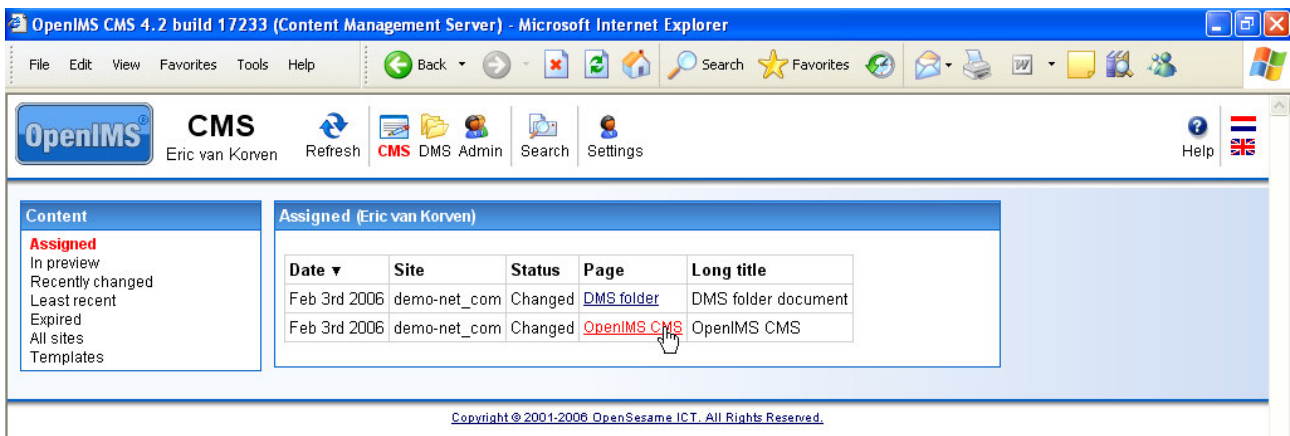 OpenIMS CMS 4.2 build 17233 (Content Management Server) - Microsoft Internet Explorer
File Edit View Favorites Tools Help Back Search Favorites W
OpenIMS® CMS
Eric van Korven
Refresh CMS DMS Admin Search Settings Help
Content
Assigned
In preview
Recently changed
Least recent
Expired
All sites
Templates
Assigned (Eric van Korven)
Date ▼ Site Status Page Long title
Feb 3rd 2006 demo-net_com Changed DMS folder DMS folder document
Feb 3rd 2006 demo-net_com Changed OpenIMS CMS OpenIMS CMS
Copyright © 2001-2006 OpenSesame ICT. All Rights Reserved.